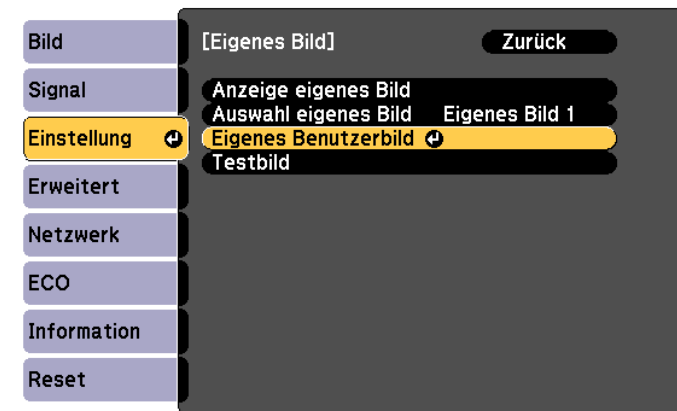 Bild
Signal
Einstellung
Erweitert
Netzwerk
ECO
Information
Reset
[Eigenes Bild] Zurück
Anzeige eigenes Bild
Auswahl eigenes Bild Eigenes Bild 1
Eigenes Benutzerbild
Testbild